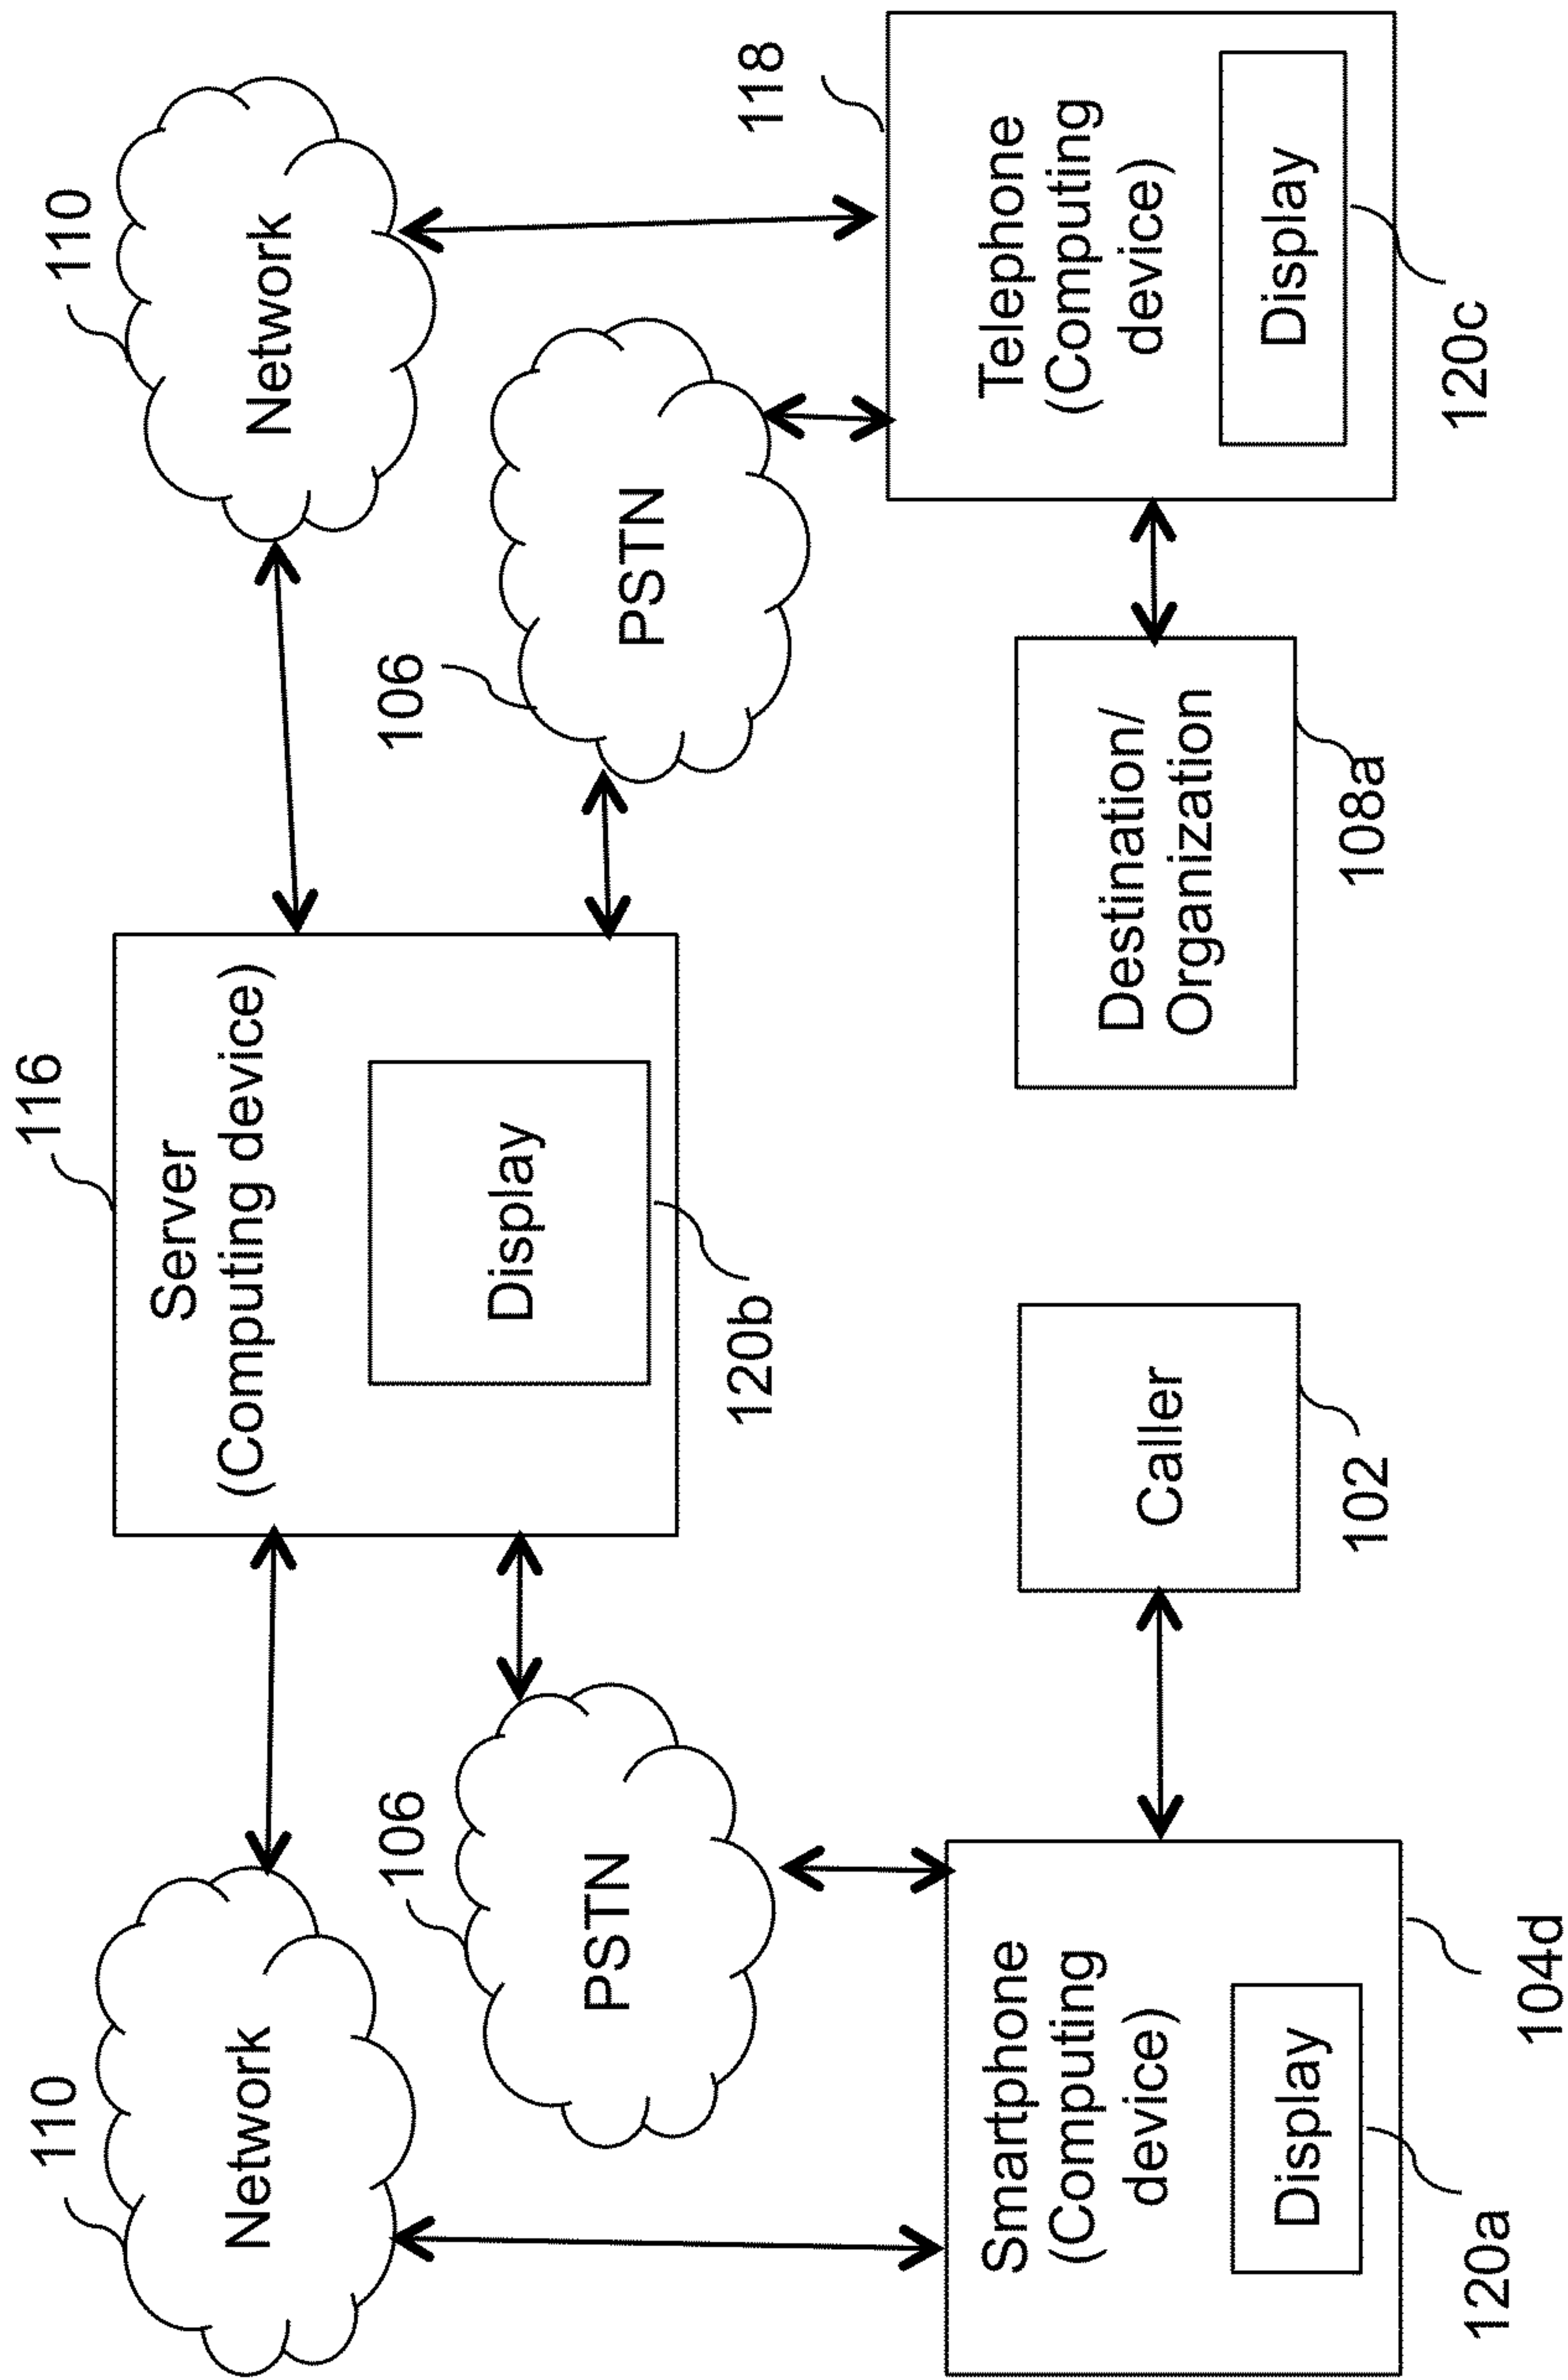 110
Network
106
PSTN
Smartphone
(Computing
device)
Display
120a
104d
Caller
102
116
Server
(Computing device)
Display
120b
110
Network
106
PSTN
118
Telephone
(Computing
device)
Display
120c
Destination/
Organization
108a